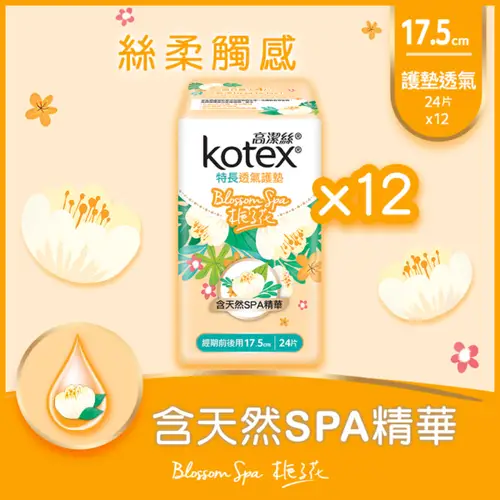 絲柔觸感
17.5cm
護墊透氣
24片
x12
高潔絲®
kotex®
特長透氣護墊
Blossom Spa
梔子花
x12
含天然SPA精華
經期前後用17.5cm
24片
含天然SPA精華
Blossom Spa 梔子花